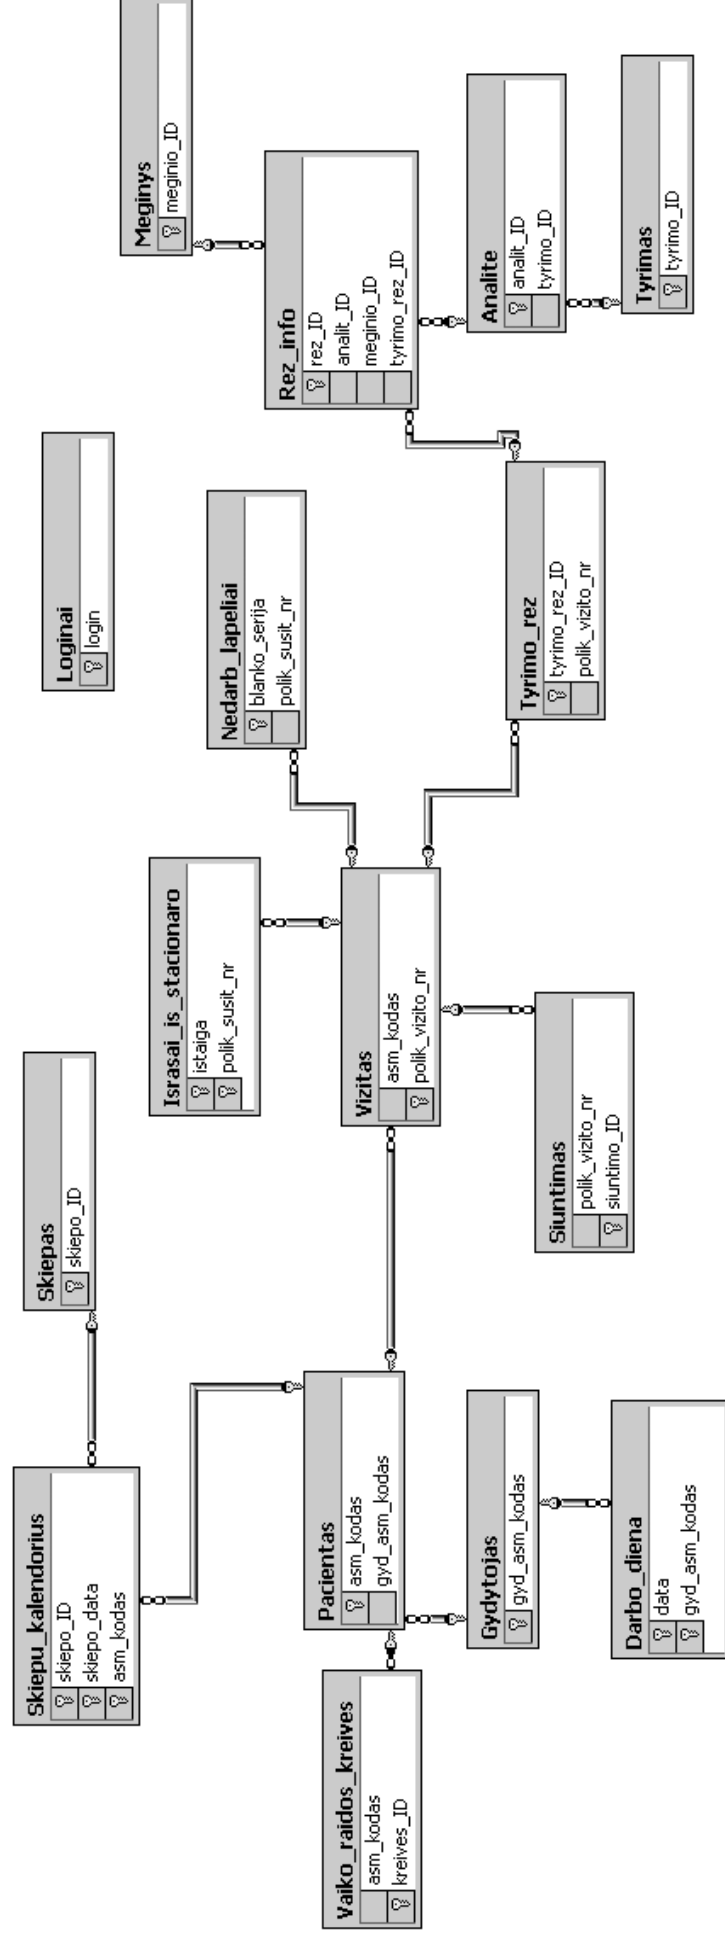 Meginys
meginio_ID
Rez_info
rez_ID
analit_ID
meginio_ID
tyrimo_rez_ID
Analite
analit_ID
tyrimo_ID
Tyrimas
tyrimo_ID
Loginai
login
Nedarb_lapeliai
blanko_serija
polik_susit_nr
Tyrimo_rez
tyrimo_rez_ID
polik_vizito_nr
Israsai_is_stacionaro
istaiga
polik_susit_nr
Vizitas
asm_kodas
polik_vizito_nr
Siuntimas
polik_vizito_nr
siuntimo_ID
Skiepas
skiepo_ID
Skiepu_kalendorius
skiepo_ID
skiepo_data
asm_kodas
Pacientas
asm_kodas
gyd_asm_kodas
Gydytojas
gyd_asm_kodas
Darbo_diena
data
gyd_asm_kodas
Vaiko_raidos_kreives
asm_kodas
kreives_ID